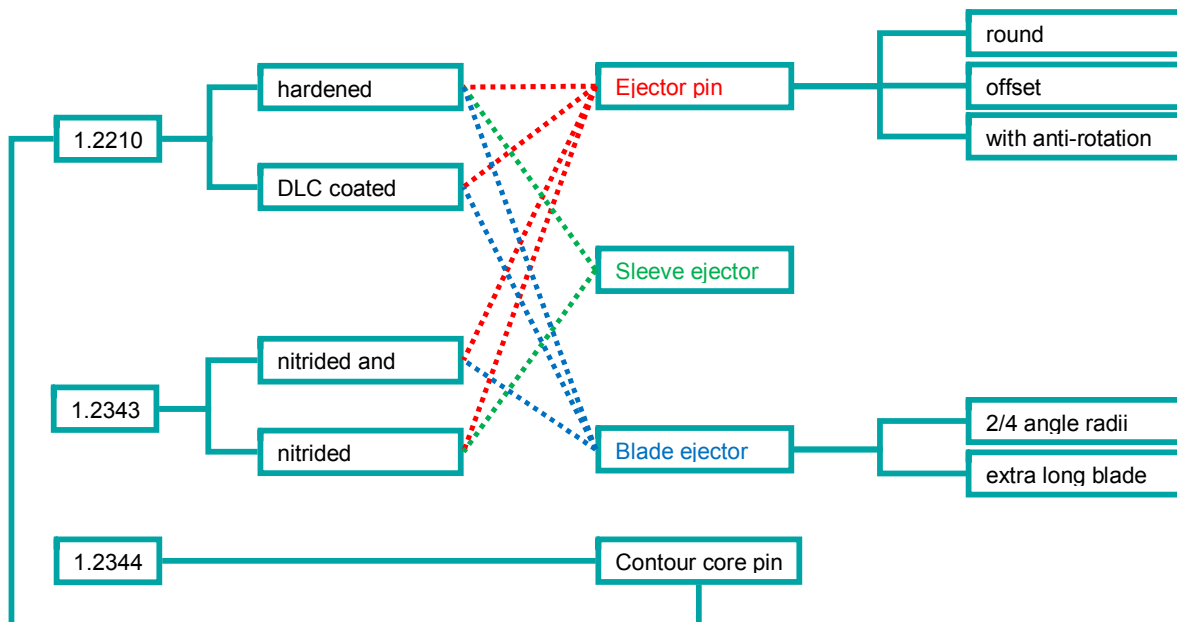 round
hardened
Ejector pin
offset
1.2210
with anti-rotation
DLC coated
Sleeve ejector
nitrided and
1.2343
2/4 angle radii
nitrided
Blade ejector
extra long blade
1.2344
Contour core pin